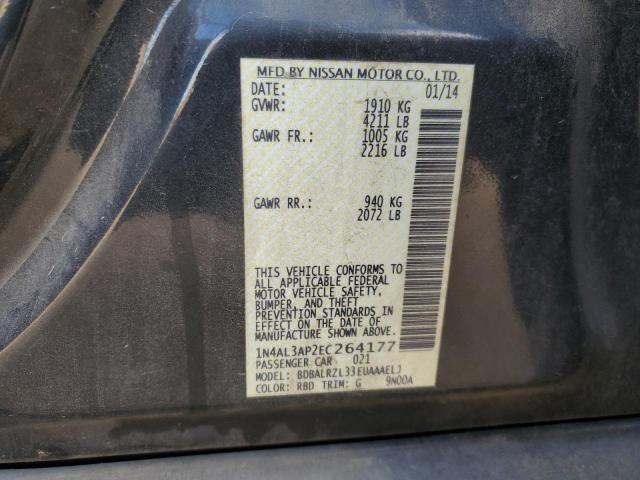 MFD BY NISSAN MOTOR CO., LTD.
DATE: 01/14
GVWR: 1910 KG
4211 LB
GAWR FR.: 1005 KG
2216 LB
GAWR RR.: 940 KG
2072 LB
THIS VEHICLE CONFORMS TO
ALL APPLICABLE FEDERAL
MOTOR VEHICLE SAFETY,
BUMPER, AND THEFT
PREVENTION STANDARDS IN
EFFECT ON THE DATE OF
MANUFACTURE SHOWN ABOVE.
1N4AL3AP2EC264177
PASSENGER CAR 021
MODEL: BDBALRZL33EUAAAELJ
COLOR: RBD TRIM: G 9N00A